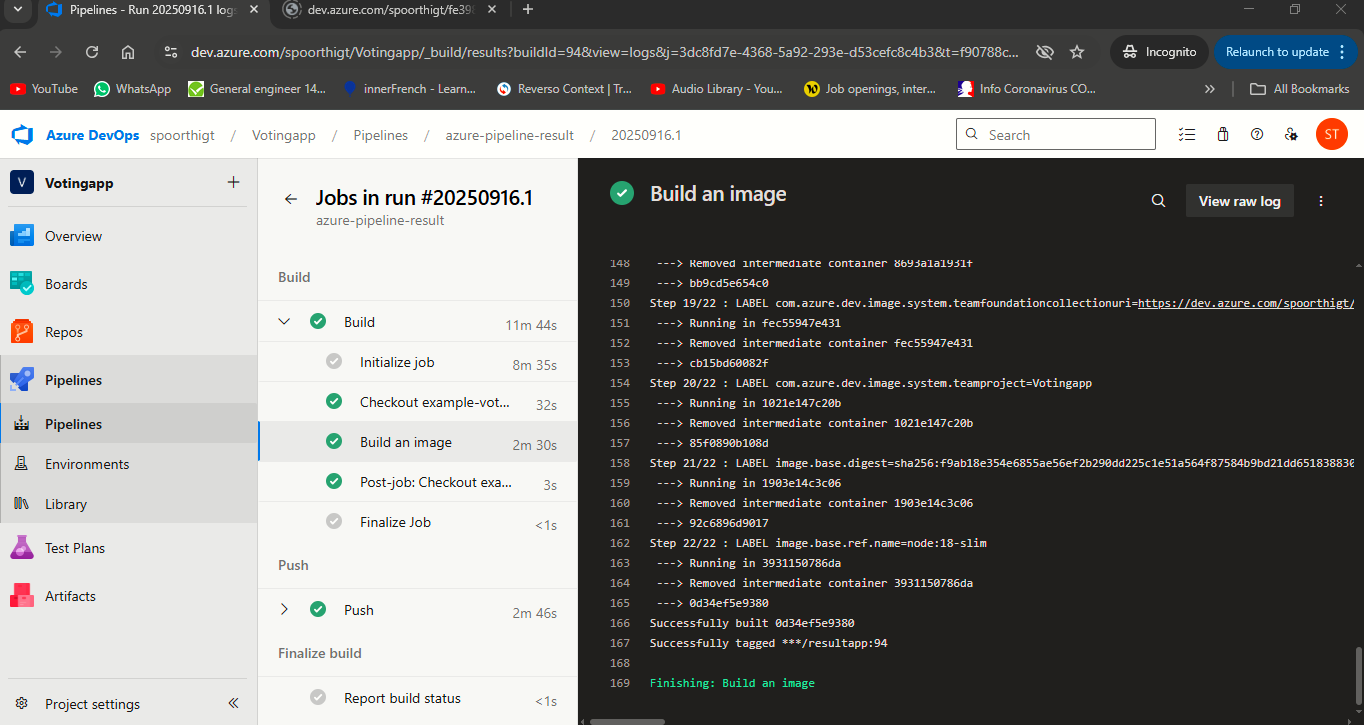 Pipelines - Run 20250916.1 log
dev.azure.com/spoorthigt/fe39
dev.azure.com/spoorthigt/Votingapp/_build/results?buildId=94&view=logs&j=3dc8fd7e-4368-5a92-293e-d53cefc8c4b3&t=f90788c...
Incognito
Relaunch to update
YouTube
WhatsApp
General engineer 14...
innerFrench - Learn...
Reverso Context | Tr...
Audio Library - You...
Job openings, inter...
Info Coronavirus CO...
All Bookmarks
Azure DevOps spoorthigt / Votingapp / Pipelines / azure-pipeline-result / 20250916.1
Search
ST
V Votingapp
Overview
Boards
Repos
Pipelines
Pipelines
Environments
Library
Test Plans
Artifacts
Project settings
Jobs in run #20250916.1
azure-pipeline-result
Build
Build 11m 44s
Initialize job 8m 35s
Checkout example-vot... 32s
Build an image 2m 30s
Post-job: Checkout exa... 3s
Finalize Job <1s
Push
Push 2m 46s
Finalize build
Report build status <1s
Build an image
View raw log
148 ---> Removed intermediate container 8693a1a1931f
149 ---> bb9cd5e654c0
150 Step 19/22 : LABEL com.azure.dev.image.system.teamfoundationcollectionuri=https://dev.azure.com/spoorthigt/
151 ---> Running in fec55947e431
152 ---> Removed intermediate container fec55947e431
153 ---> cb15bd60082f
154 Step 20/22 : LABEL com.azure.dev.image.system.teamproject=Votingapp
155 ---> Running in 1021e147c20b
156 ---> Removed intermediate container 1021e147c20b
157 ---> 85f0890b108d
158 Step 21/22 : LABEL image.base.digest=sha256:f9ab18e354e6855ae56ef2b290dd225c1e51a564f87584b9bd21dd651838830
159 ---> Running in 1903e14c3c06
160 ---> Removed intermediate container 1903e14c3c06
161 ---> 92c6896d9017
162 Step 22/22 : LABEL image.base.ref.name=node:18-slim
163 ---> Running in 3931150786da
164 ---> Removed intermediate container 3931150786da
165 ---> 0d34ef5e9380
166 Successfully built 0d34ef5e9380
167 Successfully tagged ***/resultapp:94
168
169 Finishing: Build an image